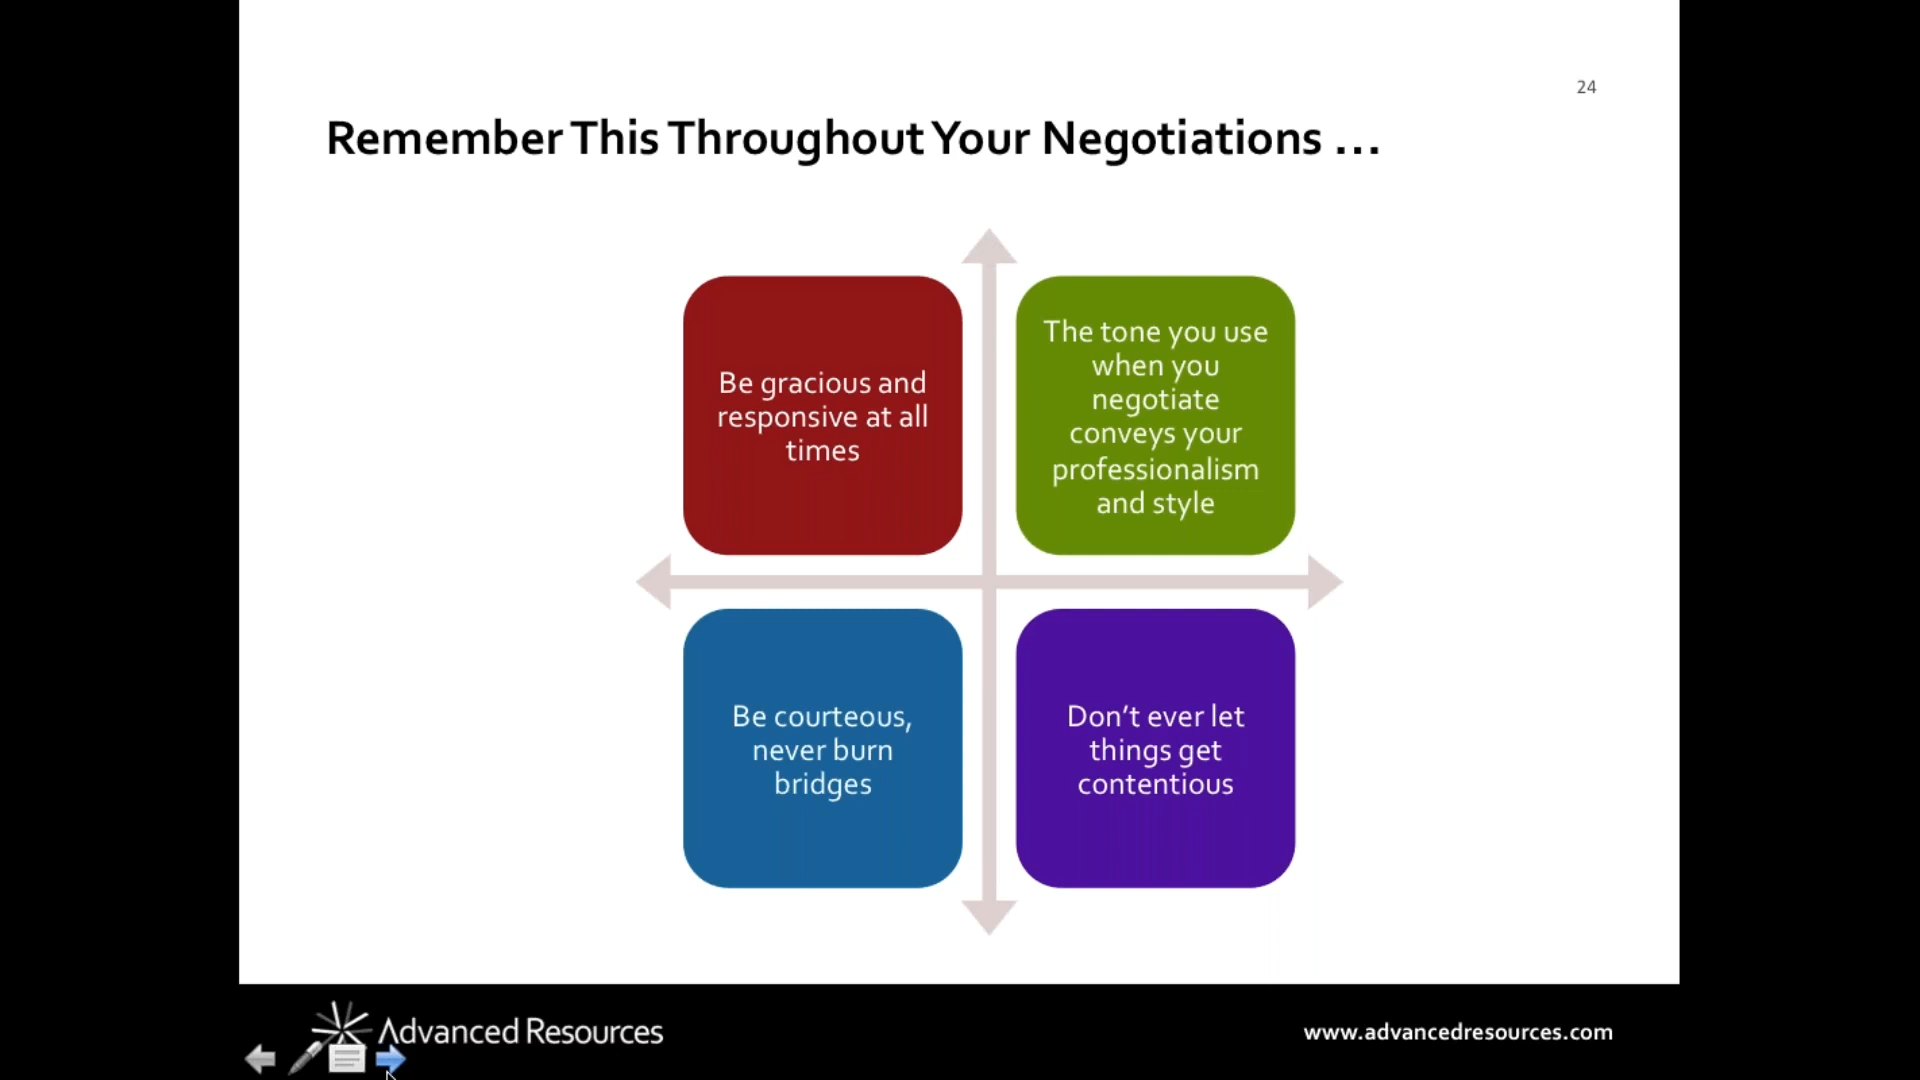 24
Remember This Throughout Your Negotiations ...
Be gracious and
responsive at all
times
The tone you use
when you
negotiate
conveys your
professionalism
and style
Be courteous,
never burn
bridges
Don’t ever let
things get
contentious
Advanced Resources
www.advancedresources.com